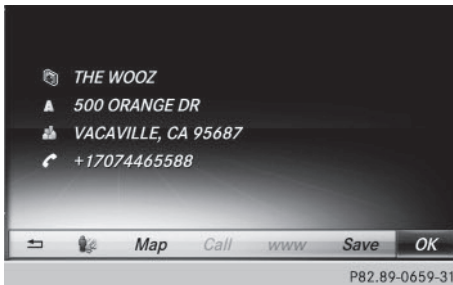 THE WOOZ
500 ORANGE DR
VACAVILLE, CA 95687
+17074465588
Map Call www Save OK
P82.89-0659-31